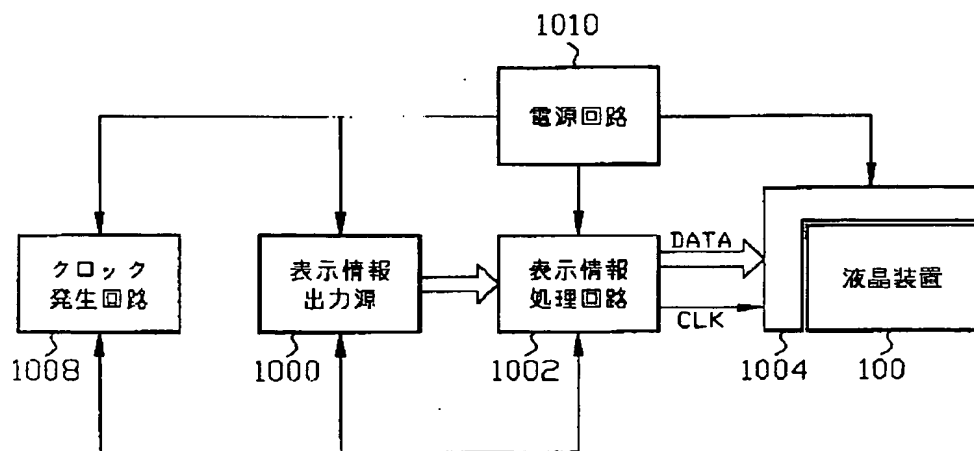 1010
電源回路
クロック
発生回路
1008
表示情報
出力源
1000
表示情報
処理回路
1002
DATA
CLK
液晶装置
1004
100